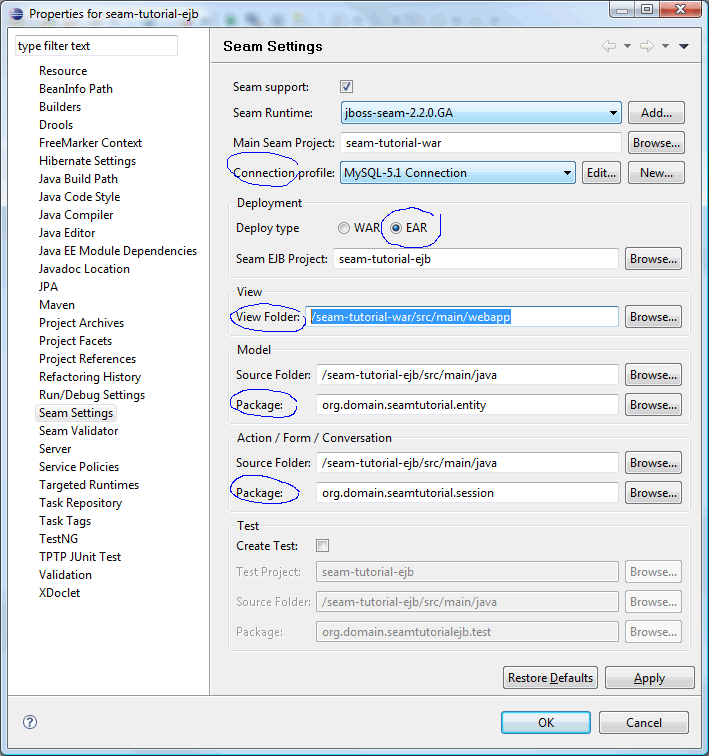 Properties for seam-tutorial-ejb
type filter text
Resource
BeanInfo Path
Builders
Drools
FreeMarker Context
Hibernate Settings
Java Build Path
Java Code Style
Java Compiler
Java Editor
Java EE Module Dependencies
Javadoc Location
JPA
Maven
Project Archives
Project Facets
Project References
Refactoring History
Run/Debug Settings
Seam Settings
Seam Validator
Server
Service Policies
Targeted Runtimes
Task Repository
Task Tags
TestNG
TPTP JUnit Test
Validation
XDoclet
Seam Settings
Seam support:
Seam Runtime: jboss-seam-2.2.0.GA Add...
Main Seam Project: seam-tutorial-war Browse...
Connection profile: MySQL-5.1 Connection Edit... New...
Deployment
Deploy type WAR EAR
Seam EJB Project: seam-tutorial-ejb Browse...
View
View Folder: /seam-tutorial-war/src/main/webapp Browse...
Model
Source Folder: /seam-tutorial-ejb/src/main/java Browse...
Package: org.domain.seamtutorial.entity Browse...
Action / Form / Conversation
Source Folder: /seam-tutorial-ejb/src/main/java Browse...
Package: org.domain.seamtutorial.session Browse...
Test
Create Test:
Test Project: seam-tutorial-ejb Browse...
Source Folder: /seam-tutorial-ejb/src/main/java Browse...
Package: org.domain.seamtutorialejb.test Browse...
Restore Defaults Apply
? OK Cancel